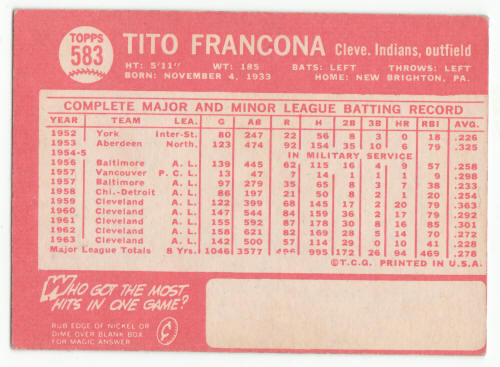 TOPPS
583
TITO FRANCONA Cleve. Indians, outfield
HT: 5'11" WT: 185 BATS: LEFT THROWS: LEFT
BORN: NOVEMBER 4, 1933 HOME: NEW BRIGHTON, PA.
COMPLETE MAJOR AND MINOR LEAGUE BATTING RECORD
YEAR TEAM LEA. G AB R H 2B 3B HR RBI AVG.
1952 York Inter-St. 80 247 22 56 8 3 0 18 .226
1953 Aberdeen North. 123 474 92 154 35 10 6 79 .325
1954-5 IN MILITARY SERVICE
1956 Baltimore A. L. 139 445 62 115 16 4 9 57 .258
1957 Vancouver P. C. L. 13 47 7 14 1 1 1 9 .298
1957 Baltimore A. L. 97 279 35 65 8 3 7 38 .233
1958 Chi.-Detroit A. L. 86 197 21 50 8 2 1 20 .254
1959 Cleveland A. L. 122 399 68 145 17 2 20 79 .363
1960 Cleveland A. L. 147 544 84 159 36 2 17 79 .292
1961 Cleveland A. L. 155 592 87 178 30 8 16 85 .301
1962 Cleveland A. L. 158 621 82 169 28 5 14 70 .272
1963 Cleveland A. L. 142 500 57 114 29 0 10 41 .228
Major League Totals 8 Yrs. 1046 3577 496 995 172 26 94 469 .278
©T.C.G. PRINTED IN U.S.A.
WHO GOT THE MOST
HITS IN ONE GAME?
RUB EDGE OF NICKEL OR
DIME OVER BLANK BOX
FOR MAGIC ANSWER